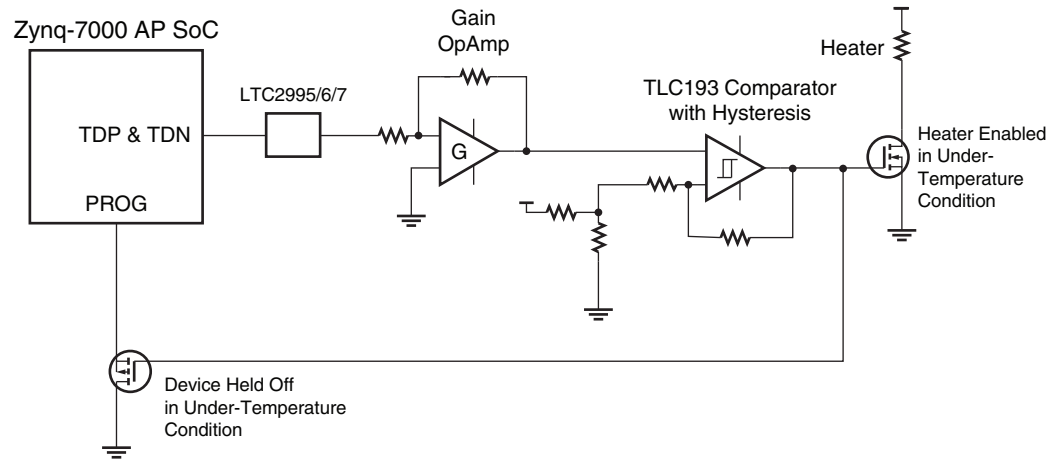 Zynq-7000 AP SoC
TDP & TDN
PROG
LTC2995/6/7
Gain
OpAmp
G
TLC193 Comparator
with Hysteresis
Heater
Heater Enabled
in Under-
Temperature
Condition
Device Held Off
in Under-Temperature
Condition